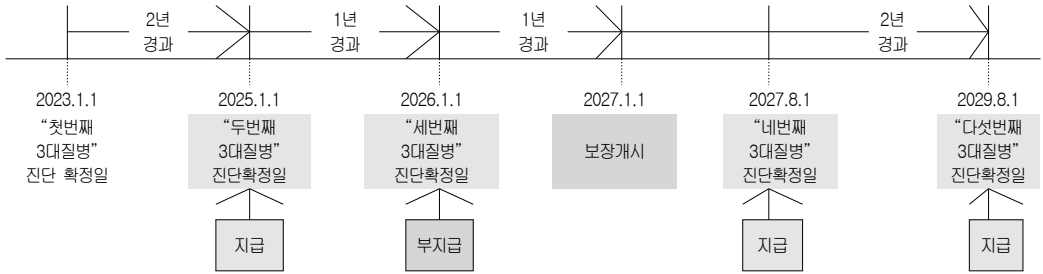 2년
경과
1년
경과
1년
경과
2년
경과
2023.1.1
"첫번째
3대질병"
진단 확정일
2025.1.1
"두번째
3대질병"
진단확정일
2026.1.1
"세번째
3대질병"
진단확정일
2027.1.1
보장개시
2027.8.1
"네번째
3대질병"
진단확정일
2029.8.1
"다섯번째
3대질병"
진단확정일
지급
부지급
지급
지급